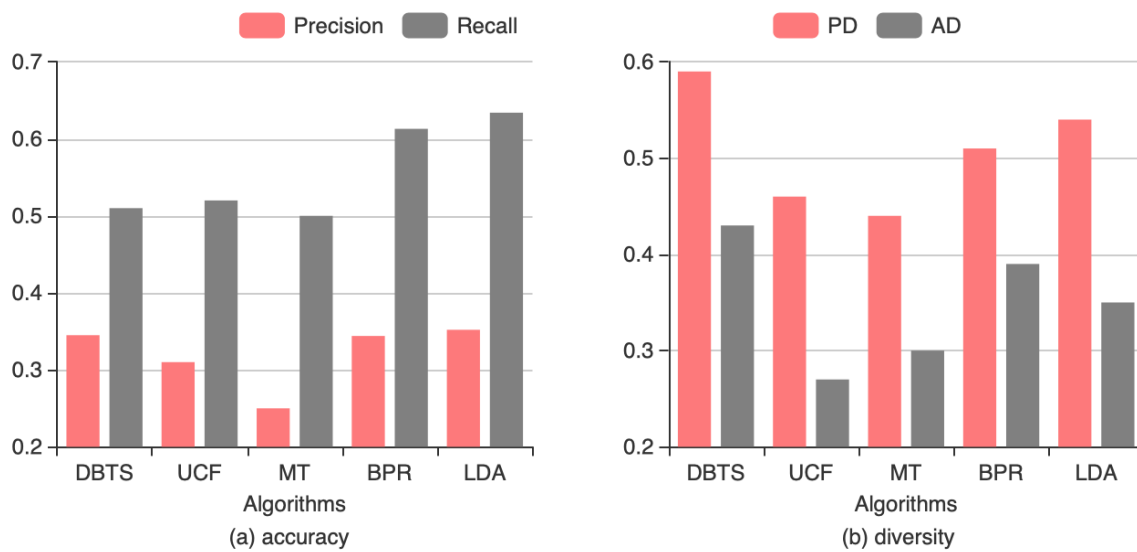 Precision Recall
0.7
0.6
0.5
0.4
0.3
0.2
DBTS UCF MT BPR LDA
Algorithms
(a) accuracy
PD AD
0.6
0.5
0.4
0.3
0.2
DBTS UCF MT BPR LDA
Algorithms
(b) diversity